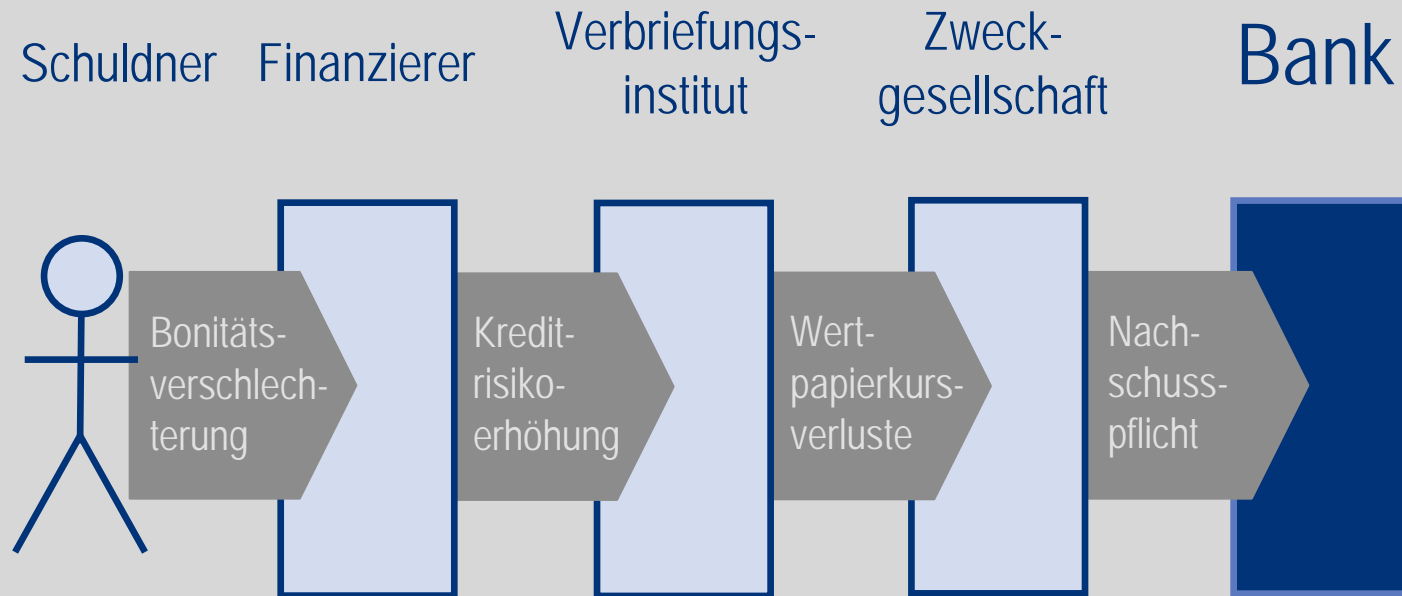 Schuldner
Finanzierer
Verbriefungs-
institut
Zweck-
gesellschaft
Bank
Bonitäts-
verschlech-
terung
Kredit-
risiko-
erhöhung
Wert-
papierkurs-
verluste
Nach-
schuss-
pflicht